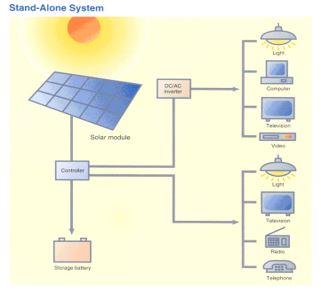 Stand-Alone System
DC/AC
inverter
Light
Computer
Television
Video
Solar module
Controller
Light
Television
Radio
Telephone
Storage battery